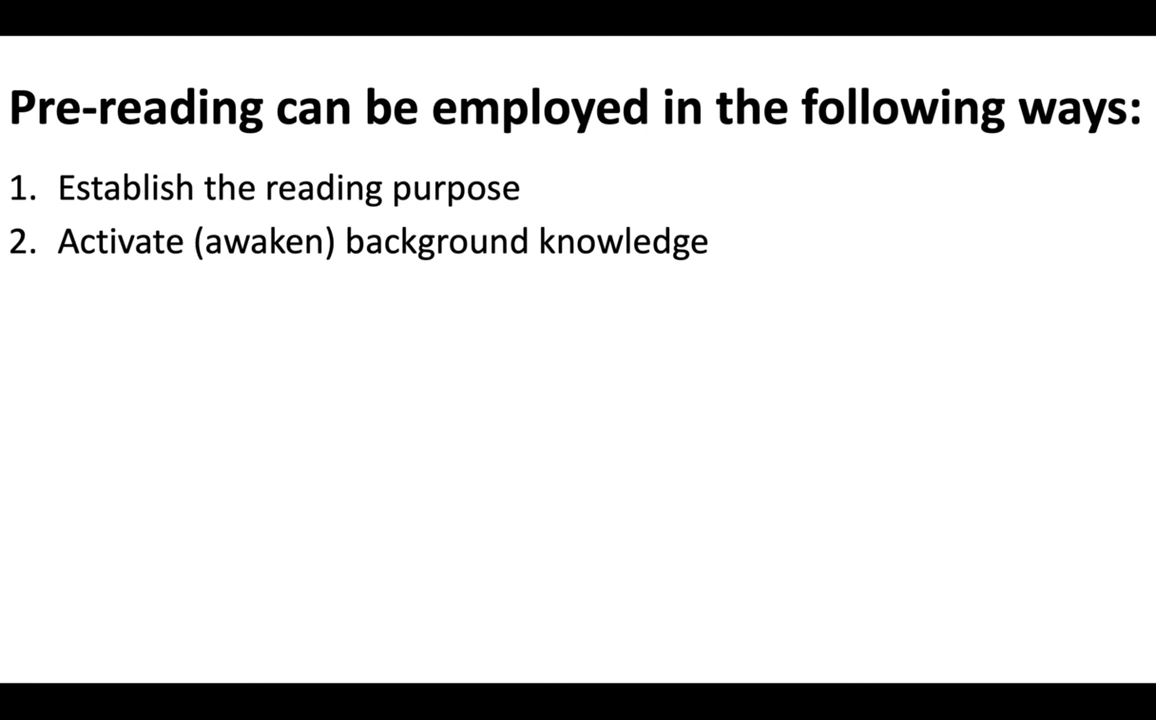 Pre-reading can be employed in the following ways:
1. Establish the reading purpose
2. Activate (awaken) background knowledge